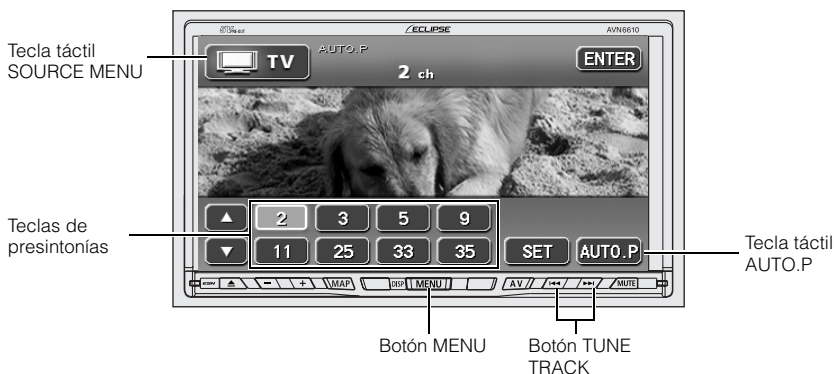 ECLIPSE
AVN6610
Tecla táctil
SOURCE MENU
TV
AUTO.P
2 ch
ENTER
Teclas de
presintonías
2 3 5 9
11 25 33 35
SET AUTO.P
Tecla táctil
AUTO.P
MAP DISP MENU AV MUTE
Botón MENU
Botón TUNE
TRACK